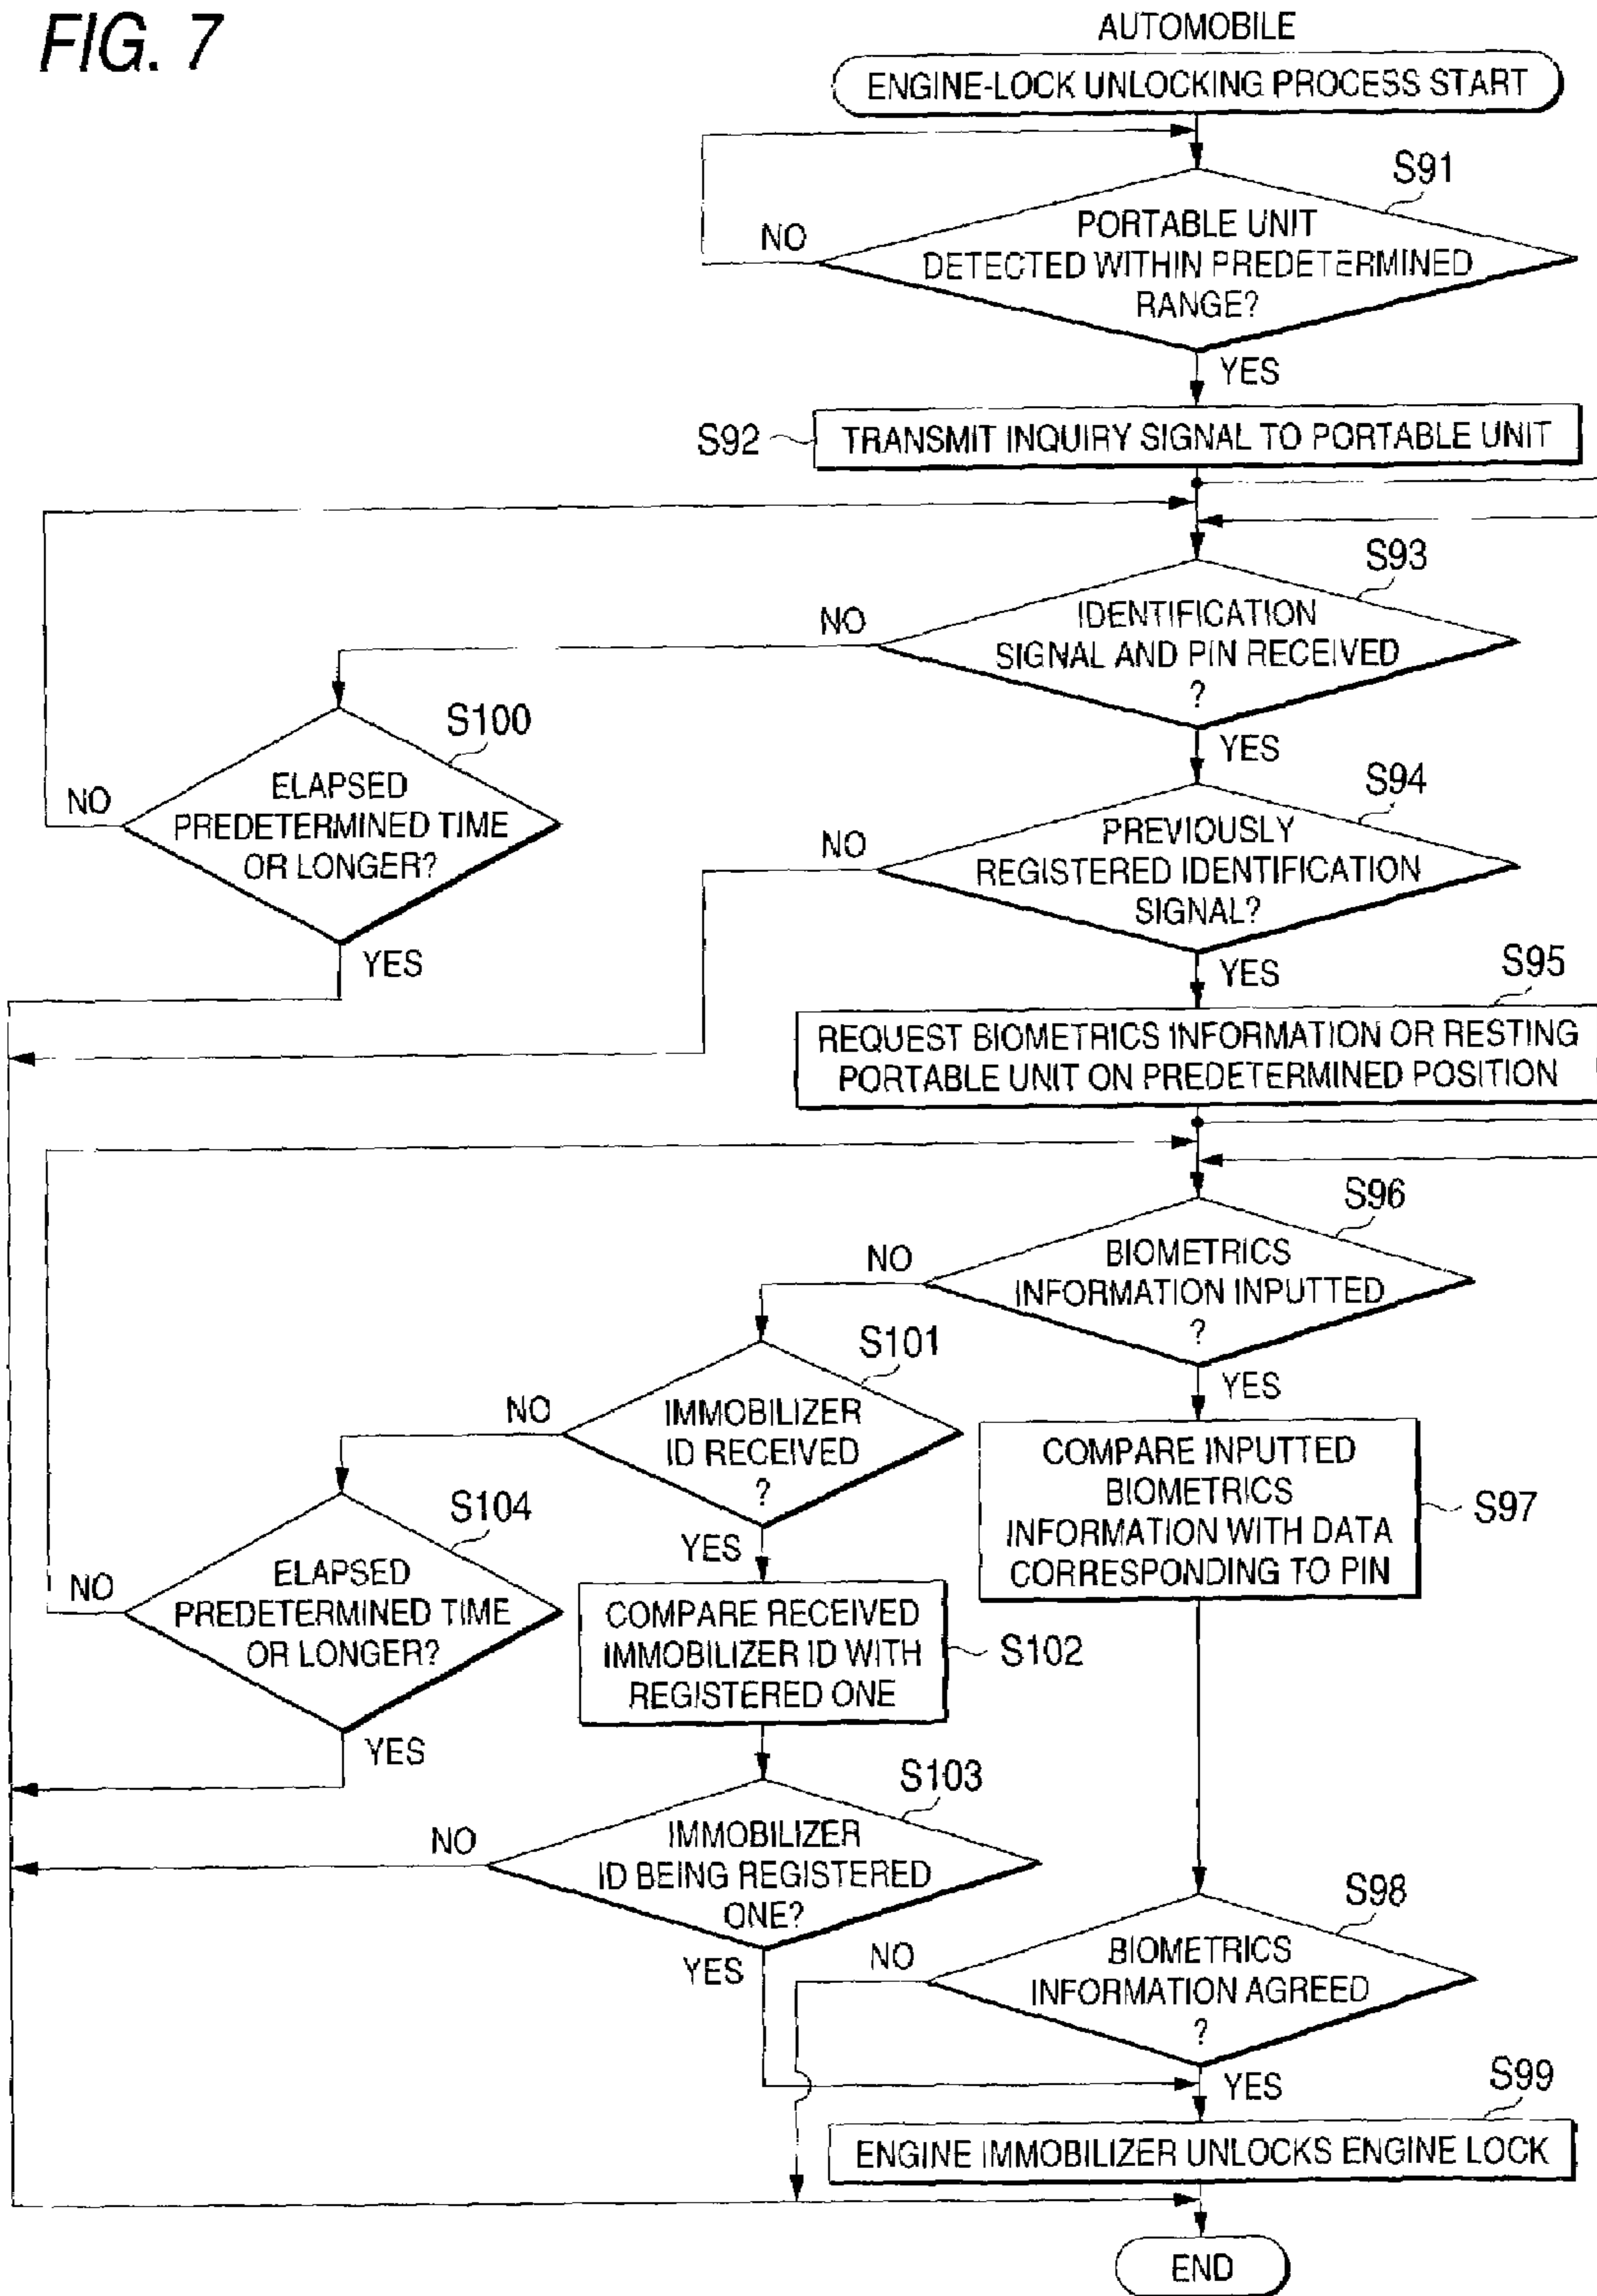 FIG. 7
AUTOMOBILE
ENGINE-LOCK UNLOCKING PROCESS START
S91
PORTABLE UNIT
DETECTED WITHIN PREDETERMINED
RANGE?
NO
YES
S92
TRANSMIT INQUIRY SIGNAL TO PORTABLE UNIT
S93
IDENTIFICATION
SIGNAL AND PIN RECEIVED
?
NO
YES
S100
ELAPSED
PREDETERMINED TIME
OR LONGER?
NO
YES
S94
PREVIOUSLY
REGISTERED IDENTIFICATION
SIGNAL?
NO
YES
S95
REQUEST BIOMETRICS INFORMATION OR RESTING
PORTABLE UNIT ON PREDETERMINED POSITION
S96
BIOMETRICS
INFORMATION INPUTTED
?
NO
YES
S101
IMMOBILIZER
ID RECEIVED
?
NO
YES
COMPARE INPUTTED
BIOMETRICS
INFORMATION WITH DATA
CORRESPONDING TO PIN
S97
S104
ELAPSED
PREDETERMINED TIME
OR LONGER?
NO
YES
COMPARE RECEIVED
IMMOBILIZER ID WITH
REGISTERED ONE
S102
S103
IMMOBILIZER
ID BEING REGISTERED
ONE?
NO
YES
S98
BIOMETRICS
INFORMATION AGREED
?
NO
YES
S99
ENGINE IMMOBILIZER UNLOCKS ENGINE LOCK
END